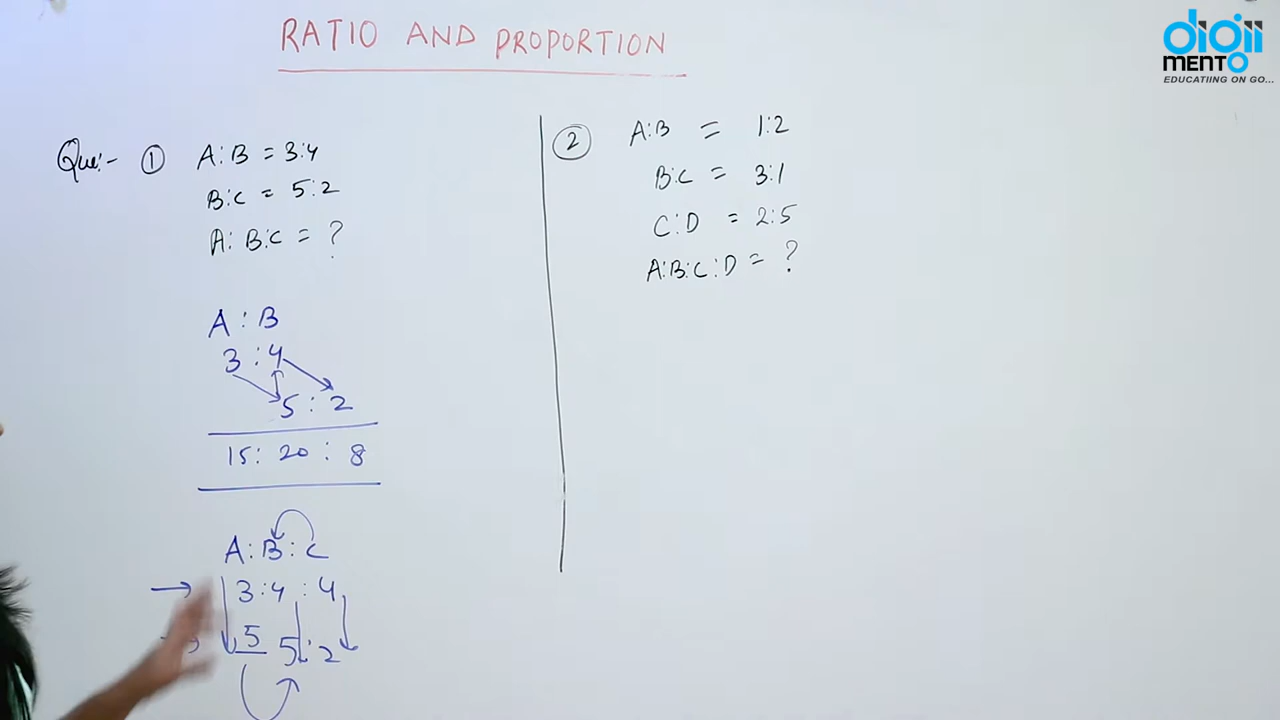 RATIO AND PROPORTION
digii
MENTO
EDUCATIING ON GO...
Que:- ① A:B = 3:4
B:C = 5:2
A:B:C = ?
A : B
3 : 4
5 : 2
15 : 20 : 8
A : B : C
→ 3 : 4 : 4
→ 5 5 : 2
② A:B = 1:2
B:C = 3:1
C:D = 2:5
A:B:C:D = ?